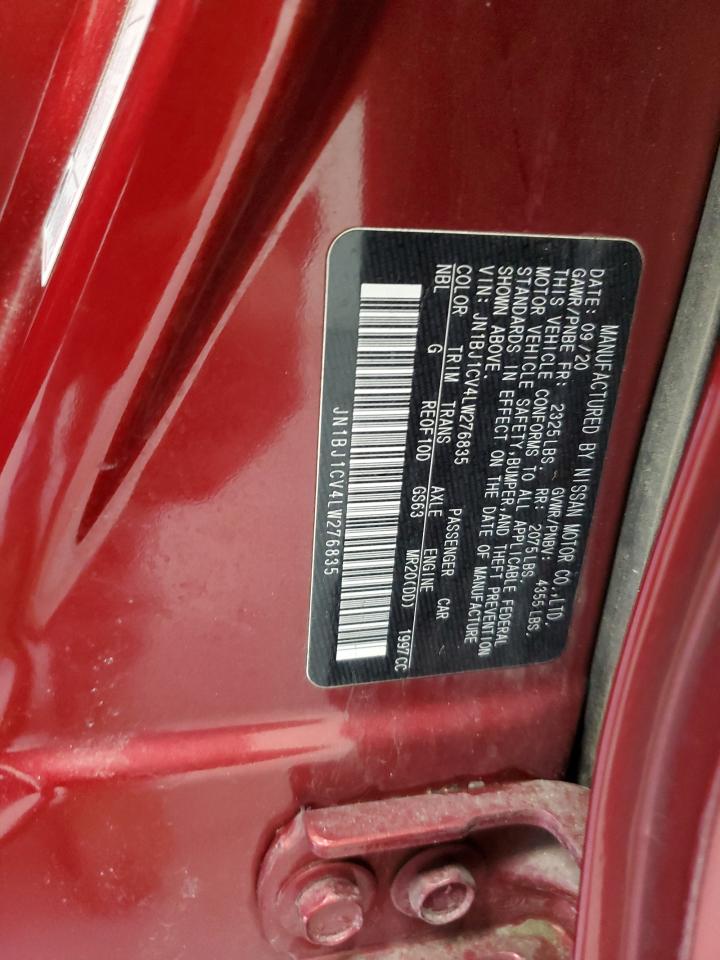 MANUFACTURED BY NISSAN MOTOR CO.,LTD.
DATE: 09/20 GVWR/PNBV: 4355LBS,
GAWR/PNBE FR: 2325LBS, RR: 2075LBS,
THIS VEHICLE CONFORMS TO ALL APPLICABLE FEDERAL
MOTOR VEHICLE SAFETY,BUMPER,AND THEFT PREVENTION
STANDARDS IN EFFECT ON THE DATE OF MANUFACTURE
SHOWN ABOVE.
VIN: JN1BJ1CV4LW276835 PASSENGER CAR
COLOR TRIM TRANS AXLE ENGINE
NBL G RE0F10D GS63 MR20(DD) 1997CC
JN1BJ1CV4LW276835